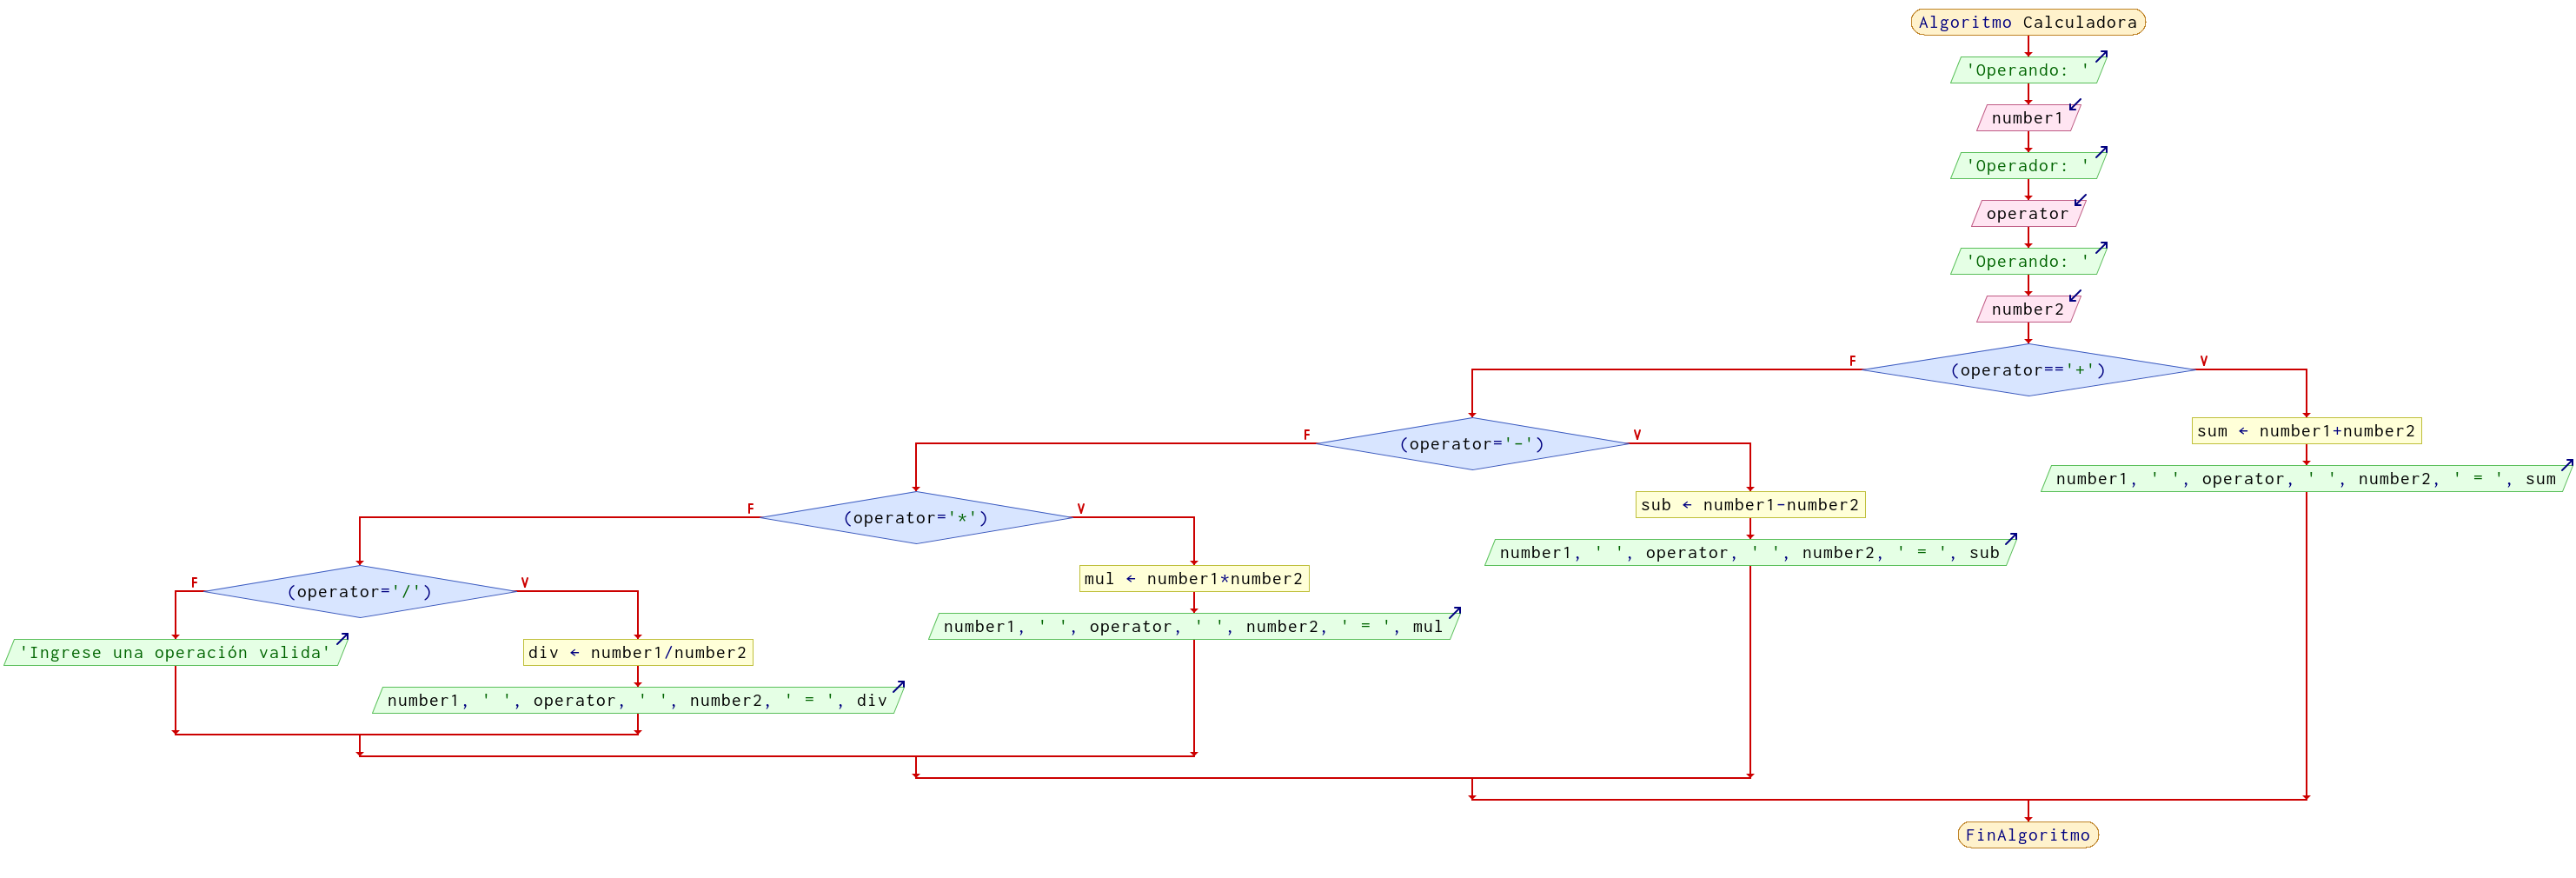 Algoritmo Calculadora
'Operando: '
number1
'Operador: '
operator
'Operando: '
number2
(operator=='+')
F
V
sum ← number1+number2
number1, ' ', operator, ' ', number2, ' = ', sum
(operator='-')
F
V
sub ← number1-number2
number1, ' ', operator, ' ', number2, ' = ', sub
(operator='*')
F
V
mul ← number1*number2
number1, ' ', operator, ' ', number2, ' = ', mul
(operator='/')
F
V
'Ingrese una operación valida'
div ← number1/number2
number1, ' ', operator, ' ', number2, ' = ', div
FinAlgoritmo